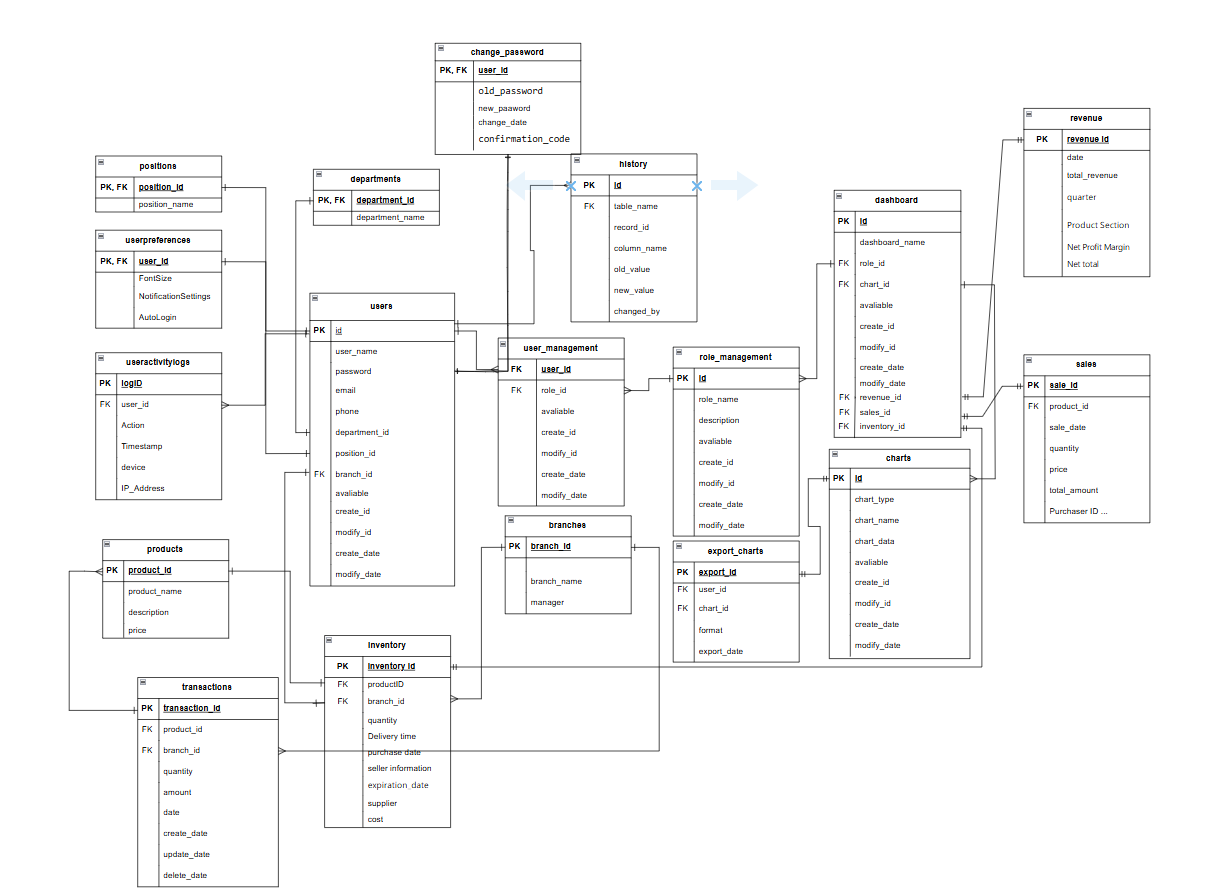 change_password
PK, FK user_id
old_password
new_paaword
change_date
confirmation_code
revenue
PK revenue id
date
total_revenue
quarter
Product Section
Net Profit Margin
Net total
positions
PK, FK position_id
position_name
departments
PK, FK department_id
department_name
history
PK id
FK table_name
record_id
column_name
old_value
new_value
changed_by
dashboard
PK id
dashboard_name
FK role_id
FK chart_id
avaliable
create_id
modify_id
create_date
modify_date
FK revenue_id
FK sales_id
FK inventory_id
userpreferences
PK, FK user_id
FontSize
NotificationSettings
AutoLogin
users
PK id
user_name
password
email
phone
department_id
position_id
FK branch_id
avaliable
create_id
modify_id
create_date
modify_date
user_management
FK user_id
FK role_id
avaliable
create_id
modify_id
create_date
modify_date
role_management
PK id
role_name
description
avaliable
create_id
modify_id
create_date
modify_date
sales
PK sale_id
FK product_id
sale_date
quantity
price
total_amount
Purchaser ID ...
useractivitylogs
PK logID
FK user_id
Action
Timestamp
device
IP_Address
charts
PK id
chart_type
chart_name
chart_data
avaliable
create_id
modify_id
create_date
modify_date
branches
PK branch_id
branch_name
manager
export_charts
PK export_id
FK user_id
FK chart_id
format
export_date
products
PK product_id
product_name
description
price
inventory
PK inventory id
FK productID
FK branch_id
quantity
Delivery time
purchase date
seller information
expiration_date
supplier
cost
transactions
PK transaction_id
FK product_id
FK branch_id
quantity
amount
date
create_date
update_date
delete_date